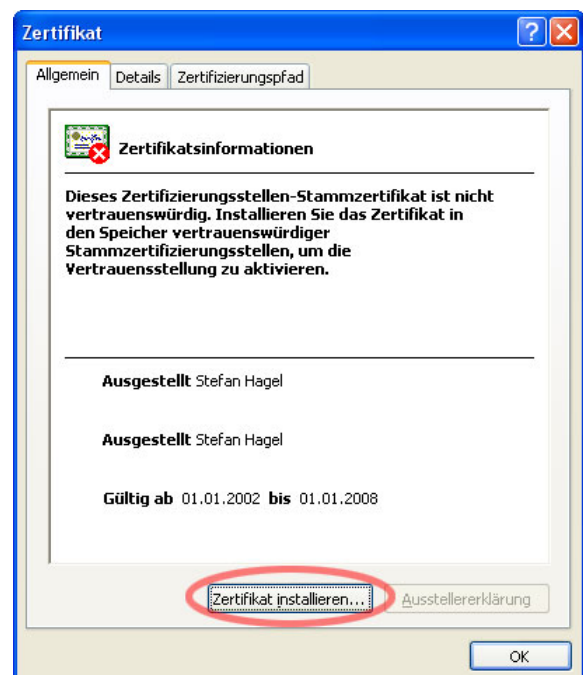 Zertifikat
Allgemein Details Zertifizierungspfad
Zertifikatsinformationen
Dieses Zertifizierungsstellen-Stammzertifikat ist nicht
vertrauenswürdig. Installieren Sie das Zertifikat in
den Speicher vertrauenswürdiger
Stammzertifizierungsstellen, um die
Vertrauensstellung zu aktivieren.
Ausgestellt Stefan Hagel
Ausgestellt Stefan Hagel
Gültig ab 01.01.2002 bis 01.01.2008
Zertifikat installieren... Ausstellererklärung
OK